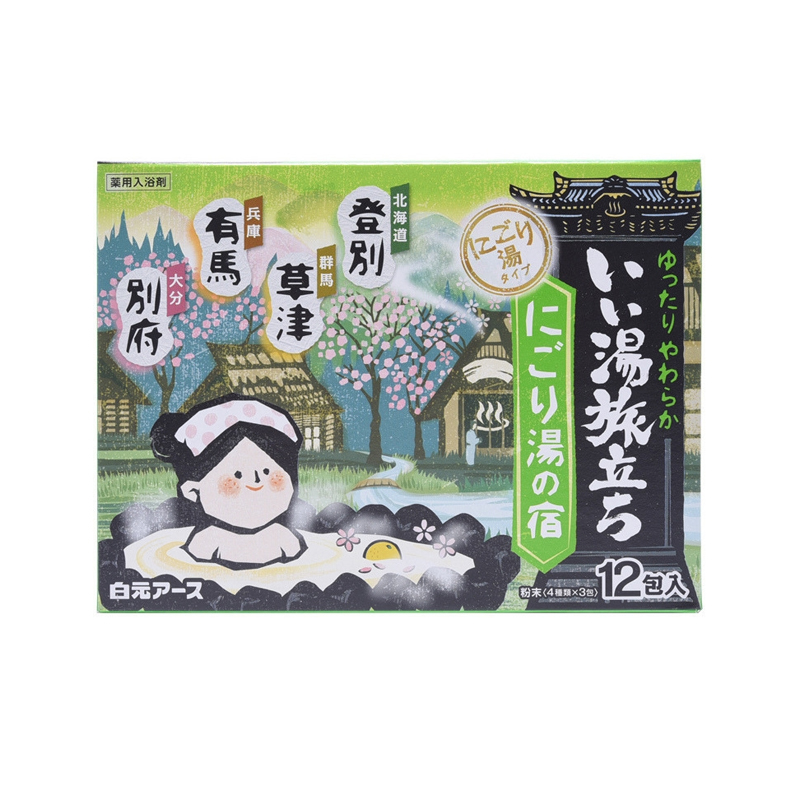 薬用入浴剤
北海道
登別
群馬
草津
兵庫
有馬
大分
別府
にごり
湯
タイプ
ゆったりやわらか
いい湯旅立ち
にごり湯の宿
白元アース
粉末〈4種類×3包〉
12包入